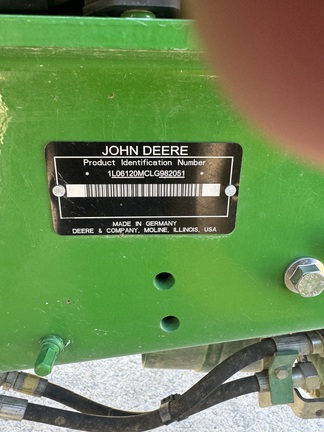 JOHN DEERE
Product Identification Number
* 1L06120MCLG982051 *
MADE IN GERMANY
DEERE & COMPANY, MOLINE, ILLINOIS, USA